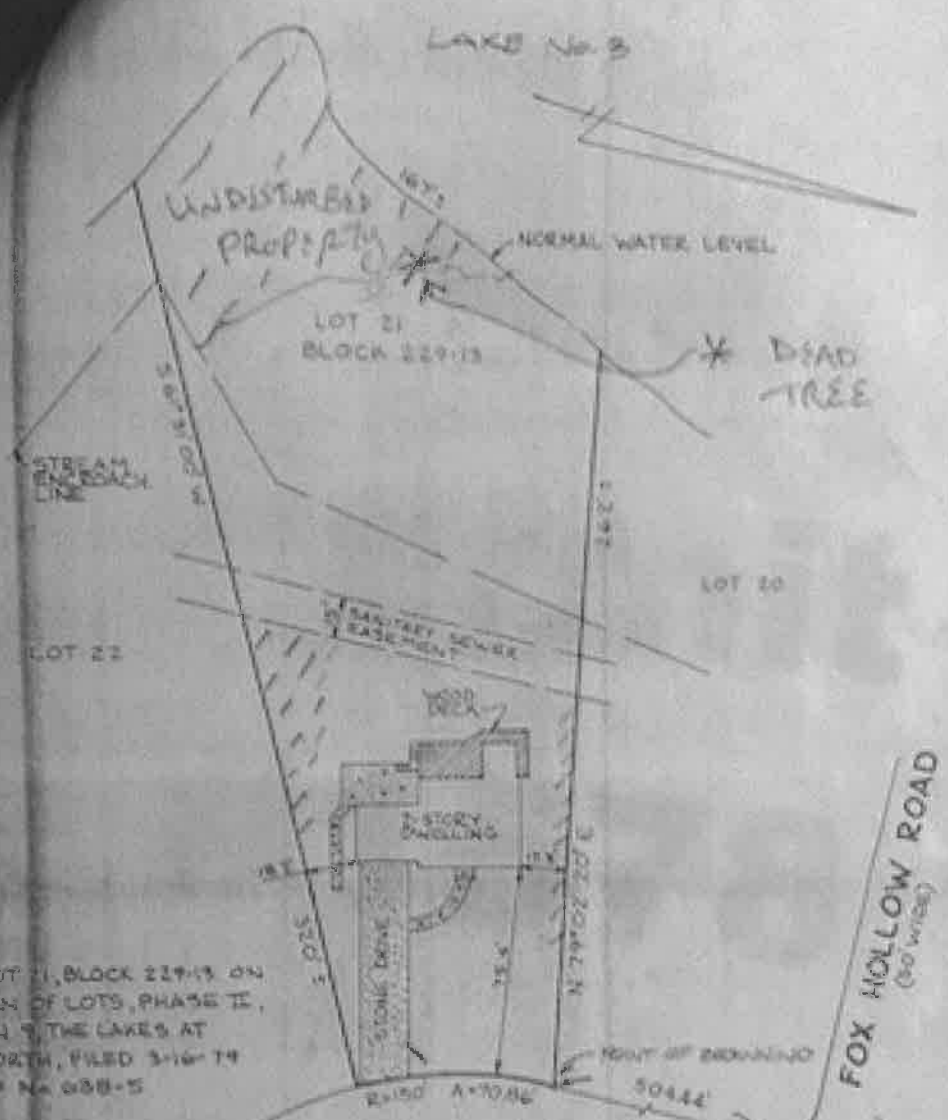 LAKE No. 3
UNDISTURBED
PROPERTY
NORMAL WATER LEVEL
LOT 21
BLOCK 229-13
* DEAD
TREE
STREAM
ENCROACH.
LINE
LOT 20
SANITARY SEWER
EASEMENT
LOT 22
WOOD
DECK
2-STORY
DWELLING
STONE DRIVE
FOX HOLLOW ROAD
(50' WIDE)
21, BLOCK 229-13 ON
OF LOTS, PHASE II,
THE LAKES AT
FILED 3-16-79
POINT OF BEGINNING
R=150' A=70.86'
504.44'